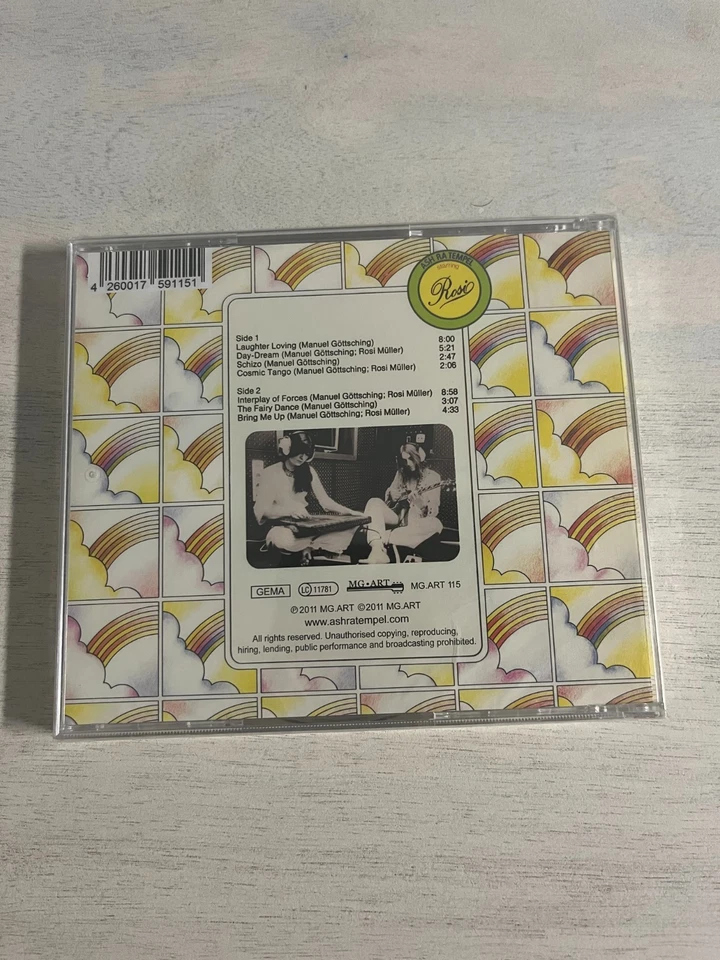 4 260017 591151
ASH RA TEMPEL
starring
Rosi
Side 1
Laughter Loving (Manuel Göttsching) 8:00
Day-Dream (Manuel Göttsching; Rosi Müller) 5:21
Schizo (Manuel Göttsching) 2:47
Cosmic Tango (Manuel Göttsching; Rosi Müller) 2:06
Side 2
Interplay of Forces (Manuel Göttsching; Rosi Müller) 8:58
The Fairy Dance (Manuel Göttsching) 3:07
Bring Me Up (Manuel Göttsching; Rosi Müller) 4:33
GEMA LC 11781 MG•ART MG.ART 115
℗2011 MG.ART ©2011 MG.ART
www.ashratempel.com
All rights reserved. Unauthorised copying, reproducing,
hiring, lending, public performance and broadcasting prohibited.